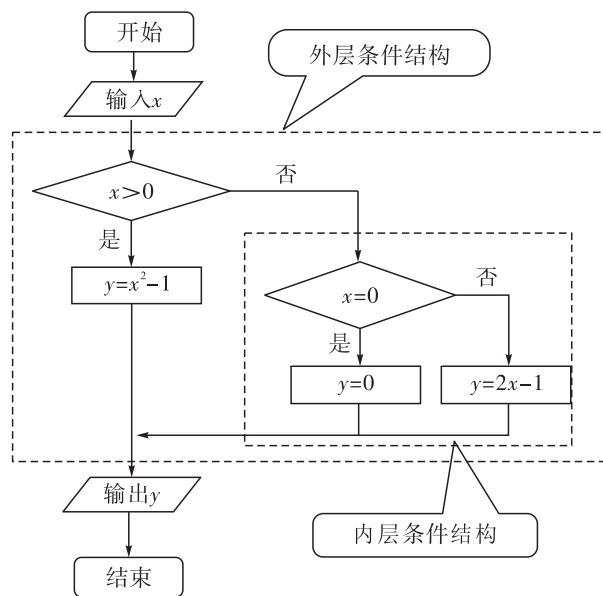 开始
外层条件结构
输入x
x>0
否
是
y=x²-1
x=0
否
是
y=0
y=2x-1
输出y
内层条件结构
结束